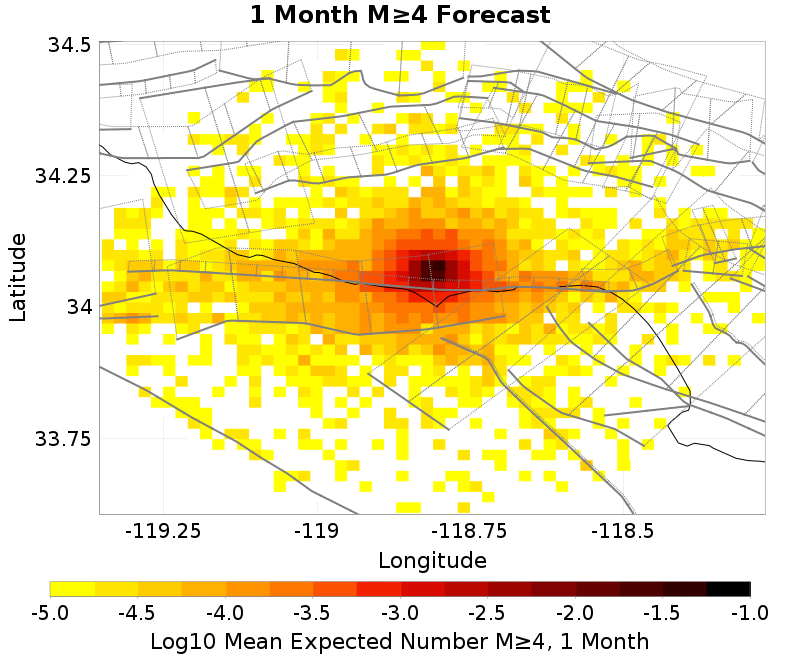 1 Month M≥4 Forecast
34.5
34.25
34
33.75
Latitude
-119.25 -119 -118.75 -118.5
Longitude
-5.0 -4.5 -4.0 -3.5 -3.0 -2.5 -2.0 -1.5 -1.0
Log10 Mean Expected Number M≥4, 1 Month